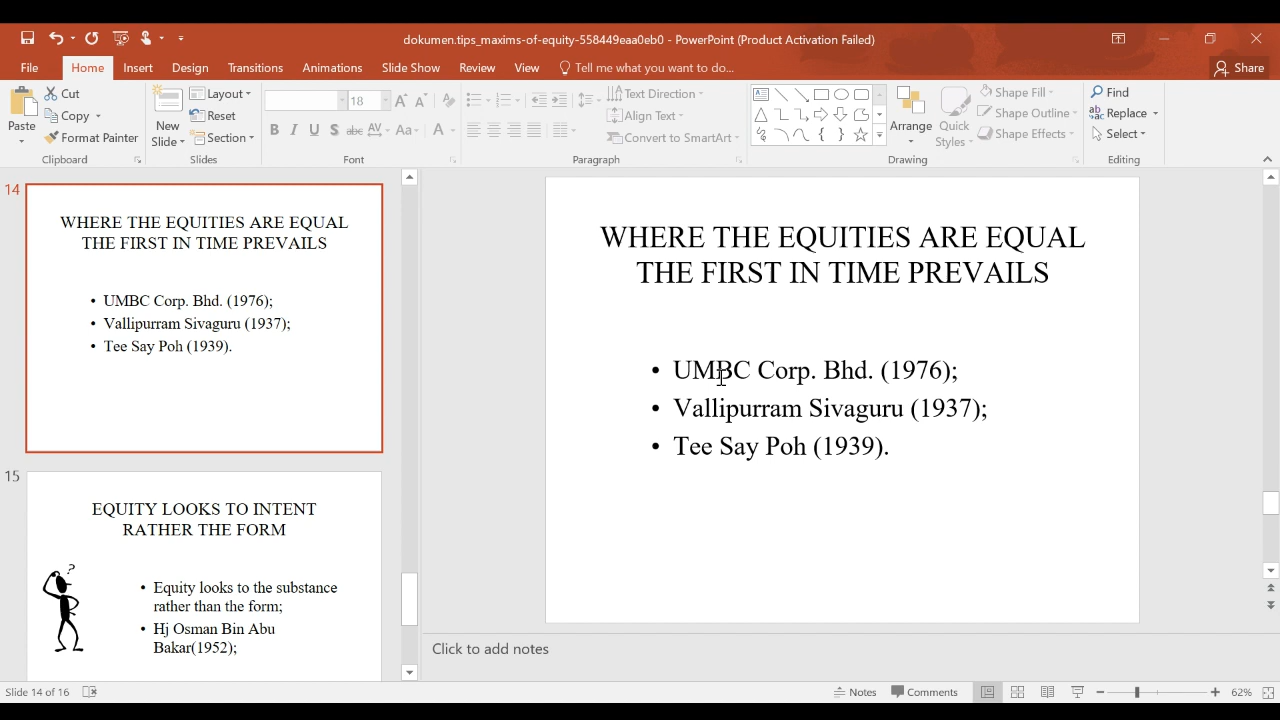 dokumen.tips_maxims-of-equity-558449eaa0eb0 - PowerPoint (Product Activation Failed)
File Home Insert Design Transitions Animations Slide Show Review View Tell me what you want to do... Share
Paste
Cut
Copy
Format Painter
Clipboard
New
Slide
Layout
Reset
Section
Slides
18
B I U S abc AV Aa A
Font
Text Direction
Align Text
Convert to SmartArt
Paragraph
Arrange
Quick
Styles
Shape Fill
Shape Outline
Shape Effects
Drawing
Find
Replace
Select
Editing
14
WHERE THE EQUITIES ARE EQUAL
THE FIRST IN TIME PREVAILS
• UMBC Corp. Bhd. (1976);
• Vallipurram Sivaguru (1937);
• Tee Say Poh (1939).
15
EQUITY LOOKS TO INTENT
RATHER THE FORM
?
• Equity looks to the substance
rather than the form;
• Hj Osman Bin Abu
Bakar(1952);
WHERE THE EQUITIES ARE EQUAL
THE FIRST IN TIME PREVAILS
• UMBC Corp. Bhd. (1976);
• Vallipurram Sivaguru (1937);
• Tee Say Poh (1939).
Click to add notes
Slide 14 of 16 Notes Comments 62%